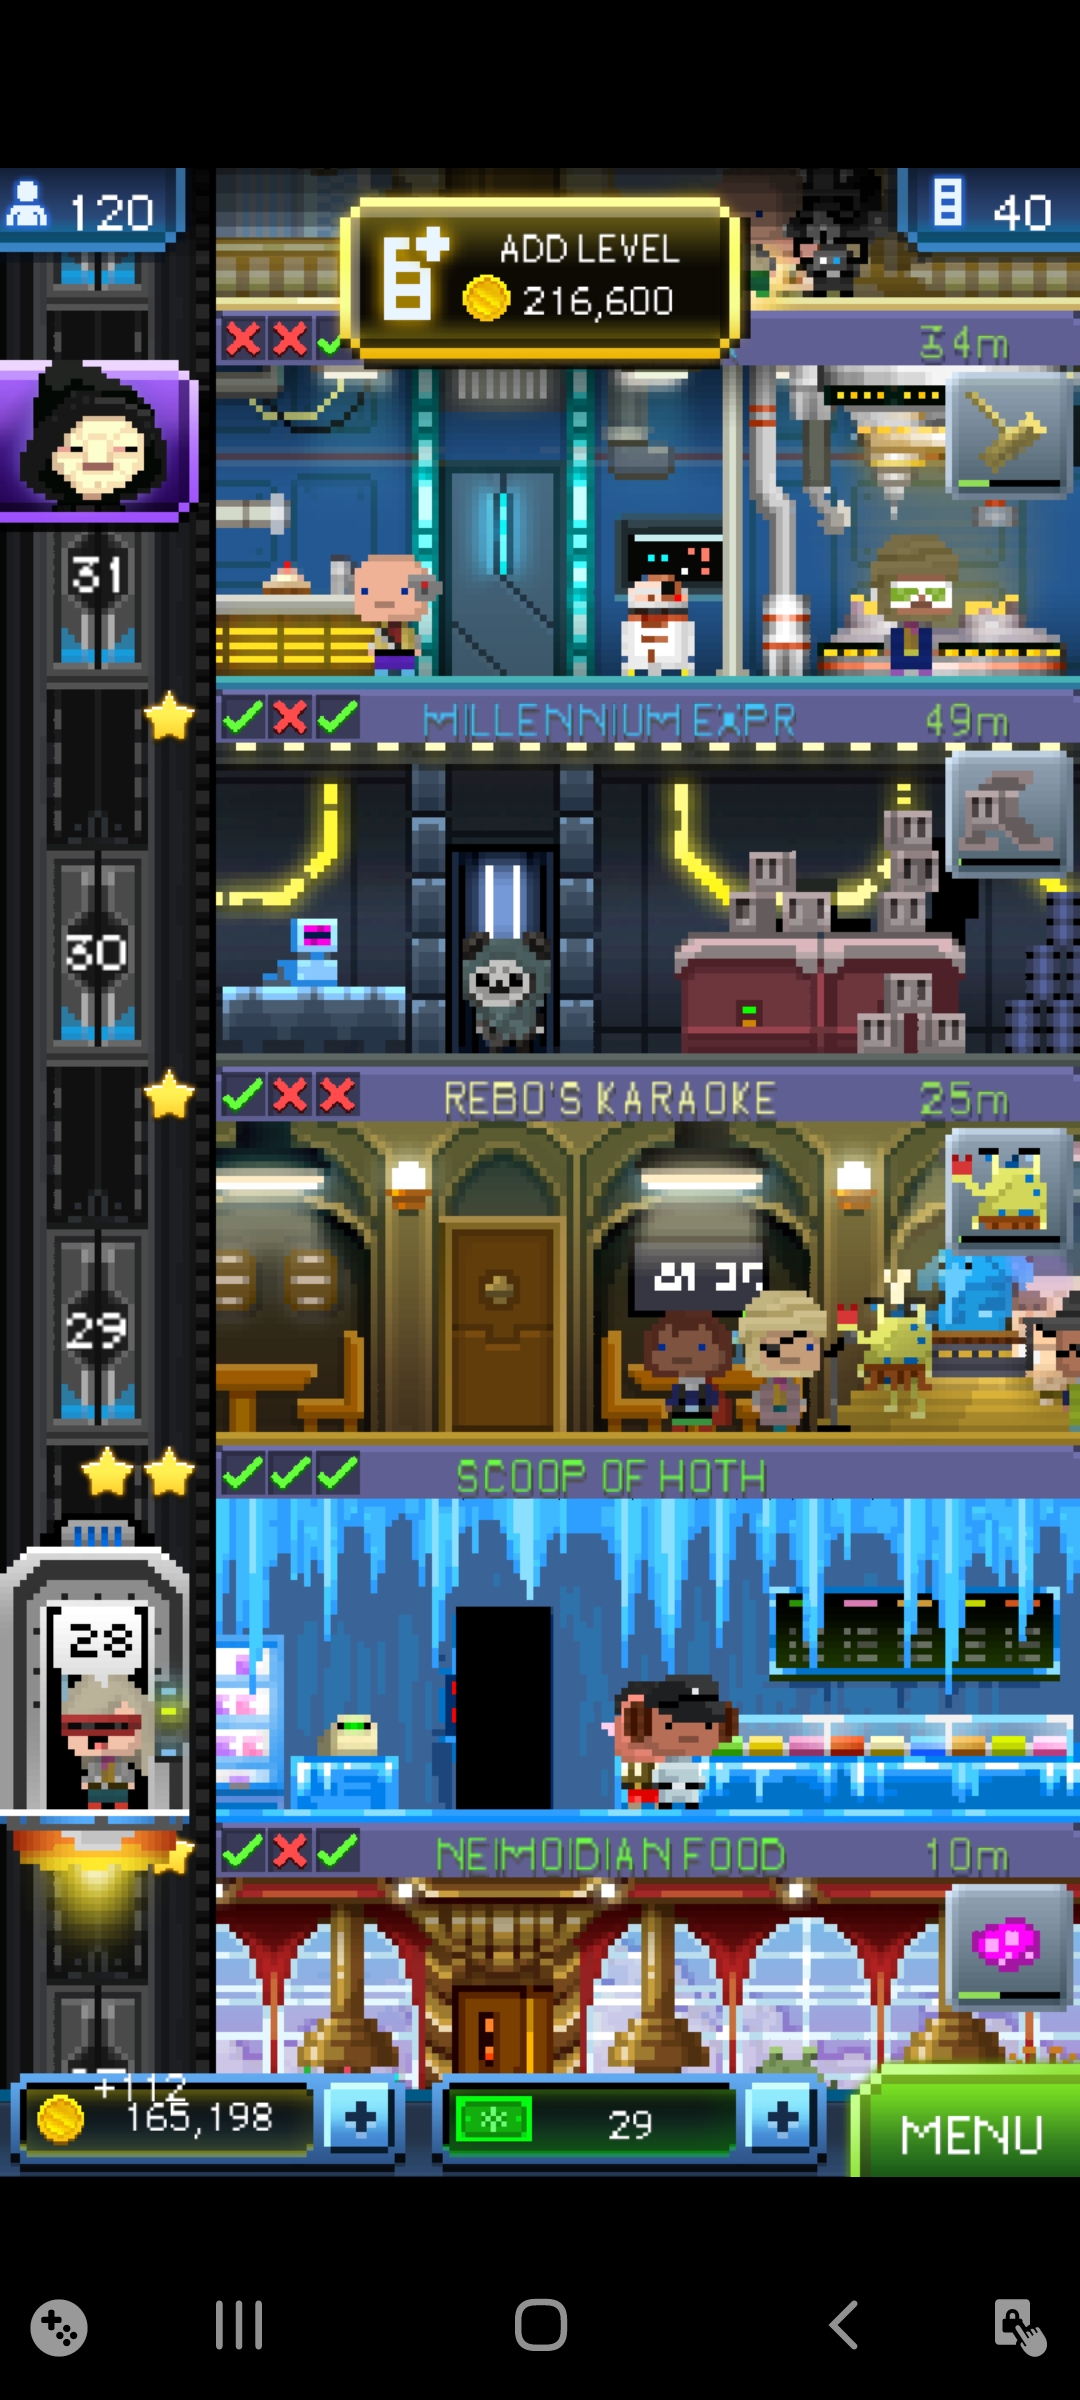 120
ADD LEVEL
216,600
40
34m
31
MILLENNIUM EXPR
49m
30
REBO'S KARAOKE
25m
29
SCOOP OF HOTH
28
NEIMOIDIAN FOOD
10m
+112
165,198
29
MENU